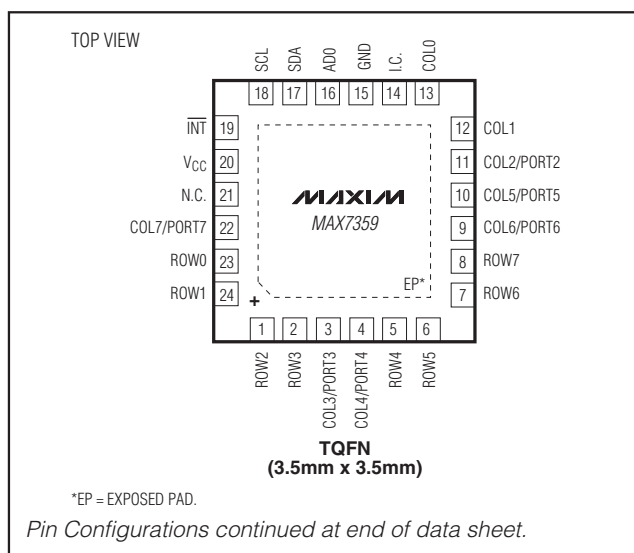 TOP VIEW
SCL
SDA
AD0
GND
I.C.
COL0
18 17 16 15 14 13
INT 19
VCC 20
N.C. 21
COL7/PORT7 22
ROW0 23
ROW1 24
12 COL1
11 COL2/PORT2
10 COL5/PORT5
9 COL6/PORT6
8 ROW7
7 ROW6
MAXIM
MAX7359
EP*
+
1 2 3 4 5 6
ROW2
ROW3
COL3/PORT3
COL4/PORT4
ROW4
ROW5
TQFN
(3.5mm x 3.5mm)
*EP = EXPOSED PAD.
Pin Configurations continued at end of data sheet.